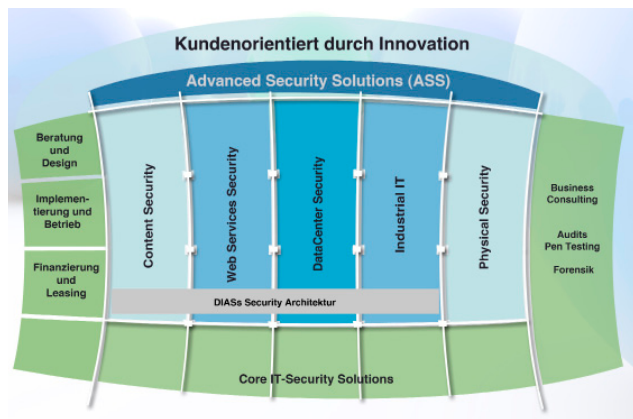 Kundenorientiert durch Innovation
Advanced Security Solutions (ASS)
Beratung
und
Design
Implemen-
tierung und
Betrieb
Finanzierung
und
Leasing
Content Security
Web Services Security
DataCenter Security
Industrial IT
Physical Security
Business
Consulting
Audits
Pen Testing
Forensik
DIASs Security Architektur
Core IT-Security Solutions